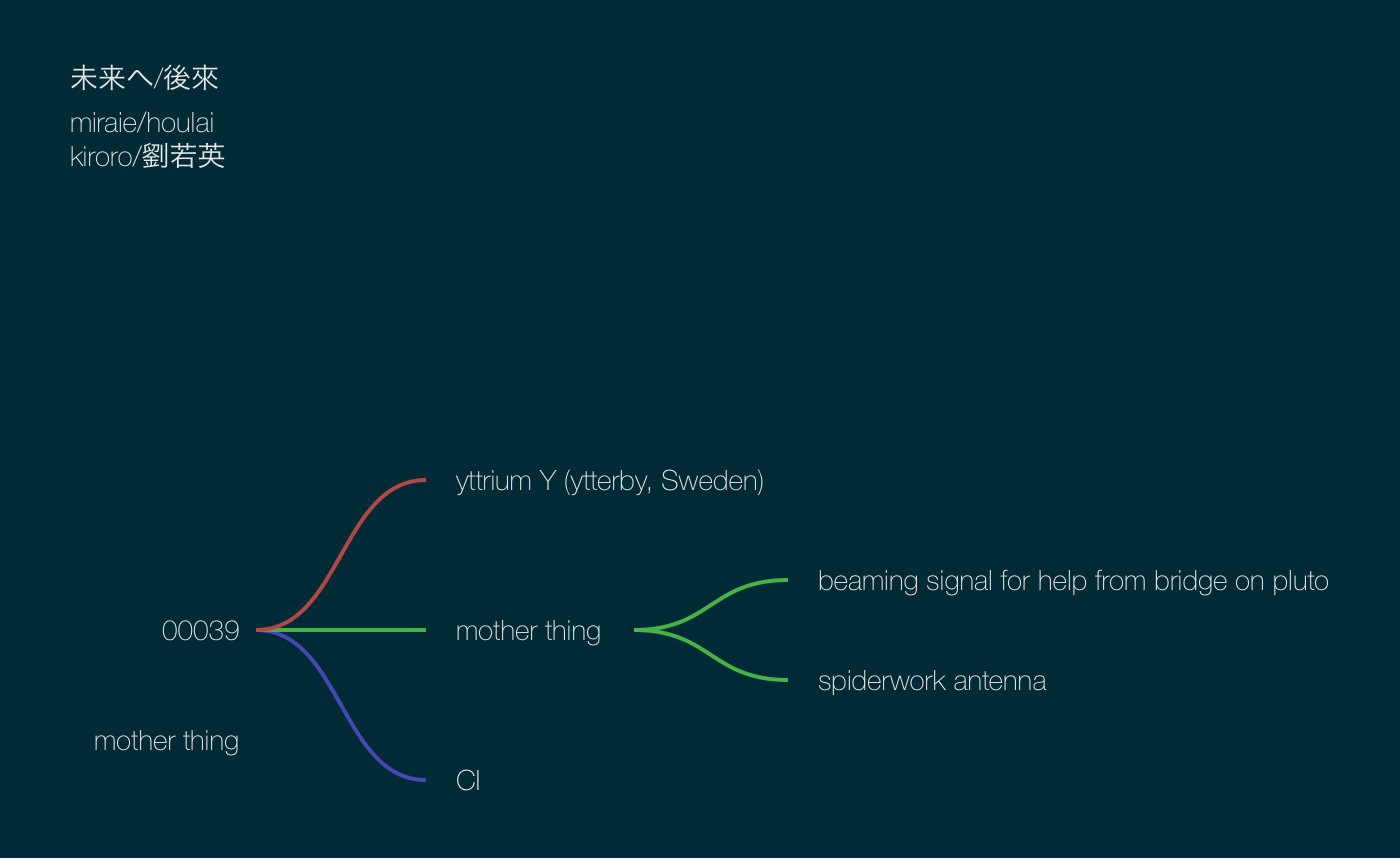 未来へ/後來
miraie/houlai
kiroro/劉若英
yttrium Y (ytterby, Sweden)
beaming signal for help from bridge on pluto
00039
mother thing
spiderwork antenna
mother thing
CI